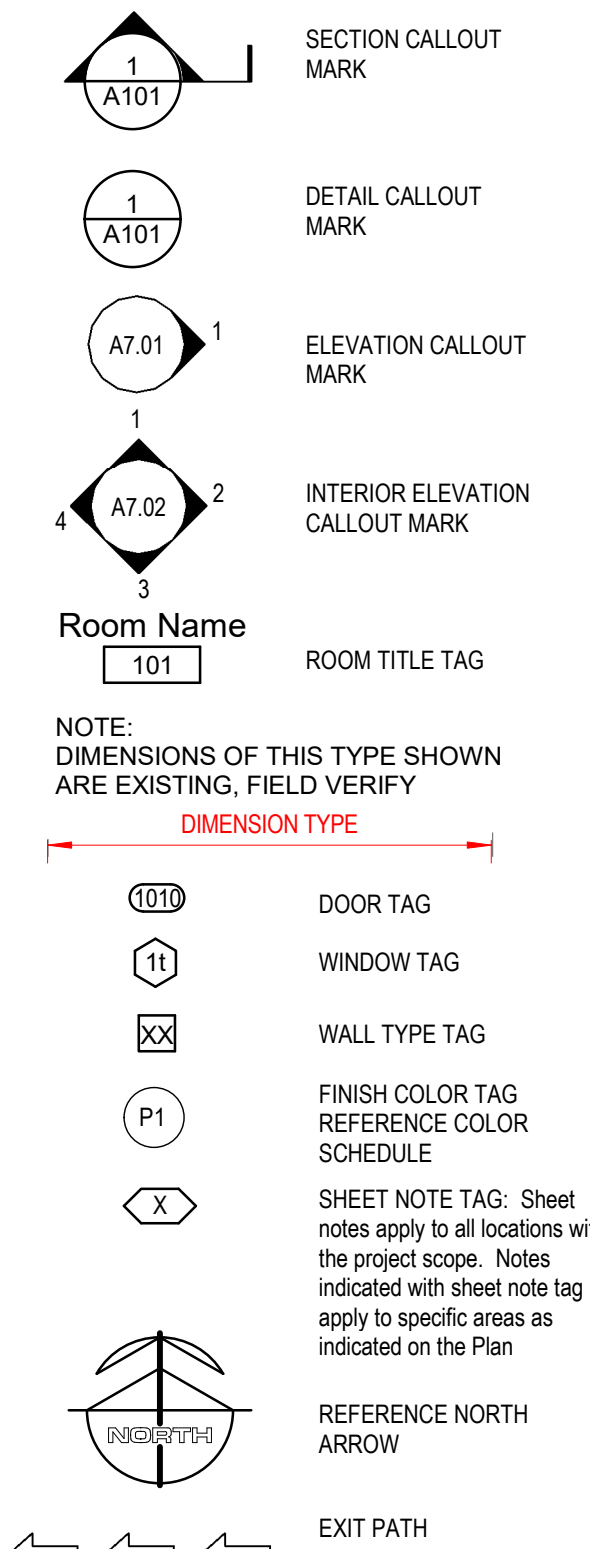 1
A101
SECTION CALLOUT
MARK
1
A101
DETAIL CALLOUT
MARK
A7.01
1
ELEVATION CALLOUT
MARK
1
A7.02
2
4
3
INTERIOR ELEVATION
CALLOUT MARK
Room Name
101
ROOM TITLE TAG
NOTE:
DIMENSIONS OF THIS TYPE SHOWN
ARE EXISTING, FIELD VERIFY
DIMENSION TYPE
1010
DOOR TAG
1t
WINDOW TAG
XX
WALL TYPE TAG
P1
FINISH COLOR TAG
REFERENCE COLOR
SCHEDULE
X
SHEET NOTE TAG: Sheet
notes apply to all locations
the project scope. Notes
indicated with sheet note tag
apply to specific areas as
indicated on the Plan
NORTH
REFERENCE NORTH
ARROW
EXIT PATH